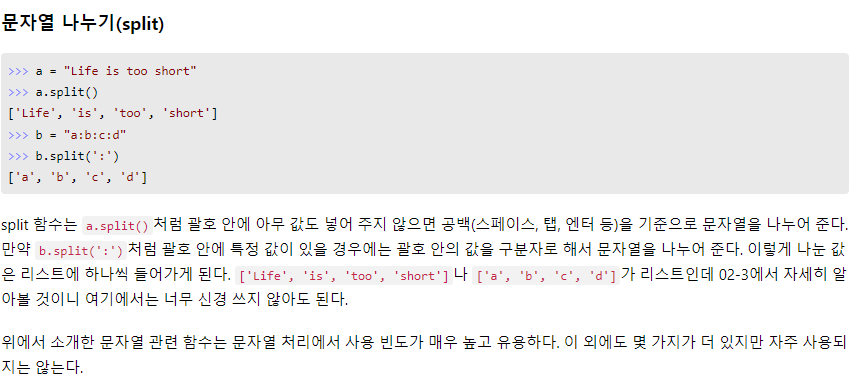 문자열 나누기(split)
>>> a = "Life is too short"
>>> a.split()
['Life', 'is', 'too', 'short']
>>> b = "a:b:c:d"
>>> b.split(':')
['a', 'b', 'c', 'd']
split 함수는 a.split() 처럼 괄호 안에 아무 값도 넣어 주지 않으면 공백(스페이스, 탭, 엔터 등)을 기준으로 문자열을 나누어 준다.
만약 b.split(':') 처럼 괄호 안에 특정 값이 있을 경우에는 괄호 안의 값을 구분자로 해서 문자열을 나누어 준다. 이렇게 나눈 값
은 리스트에 하나씩 들어가게 된다. ['Life', 'is', 'too', 'short'] 나 ['a', 'b', 'c', 'd'] 가 리스트인데 02-3에서 자세히 알
아볼 것이니 여기에서는 너무 신경 쓰지 않아도 된다.
위에서 소개한 문자열 관련 함수는 문자열 처리에서 사용 빈도가 매우 높고 유용하다. 이 외에도 몇 가지가 더 있지만 자주 사용되
지는 않는다.